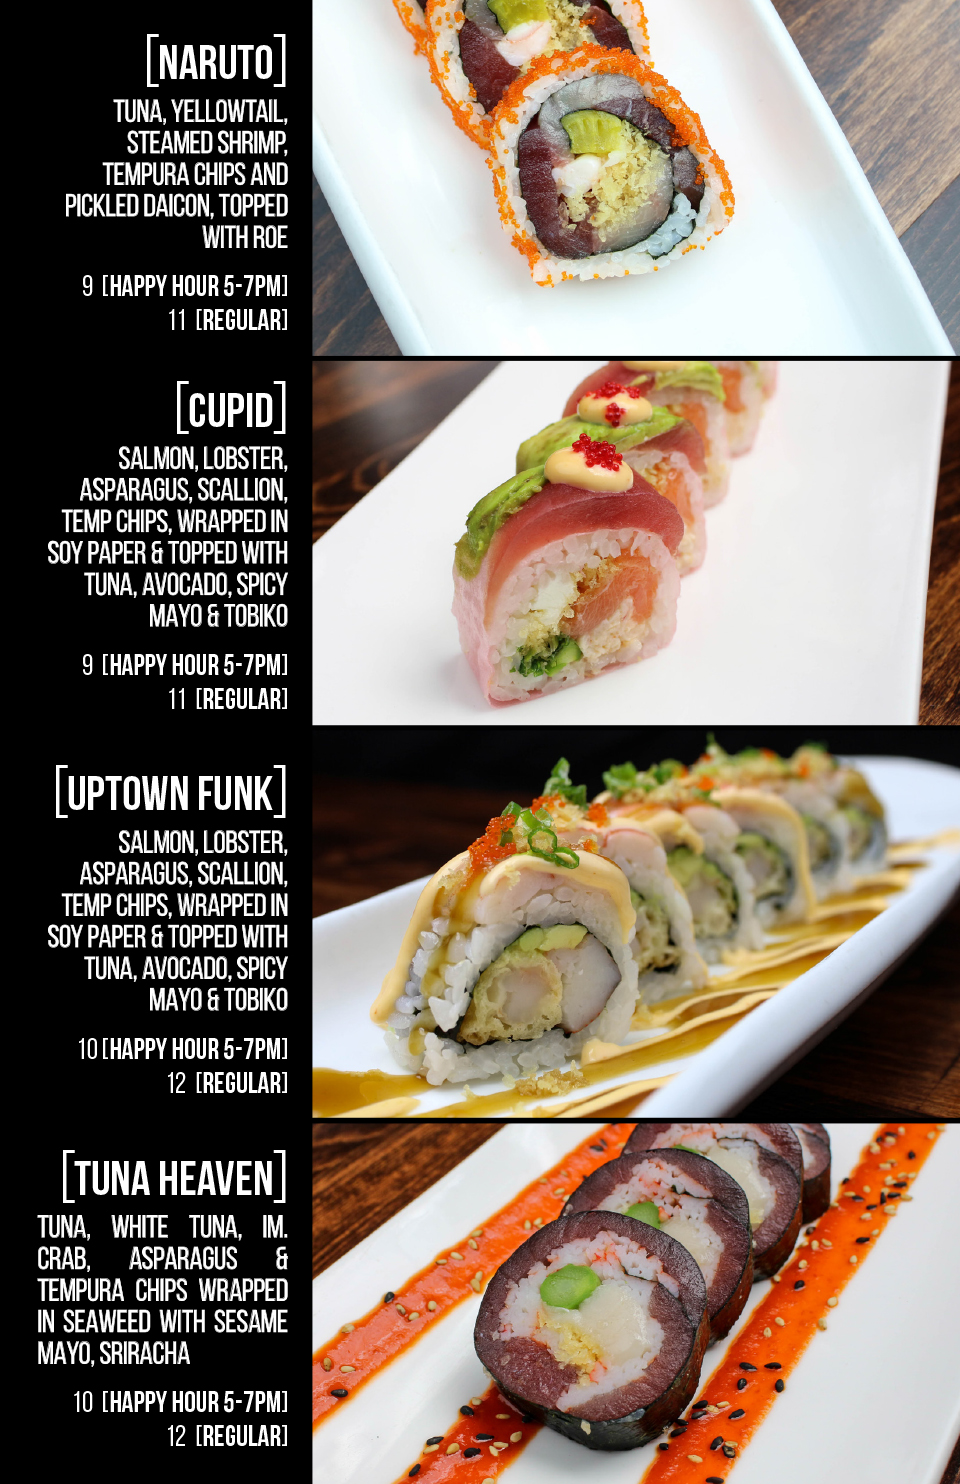 [NARUTO]
TUNA, YELLOWTAIL,
STEAMED SHRIMP,
TEMPURA CHIPS AND
PICKLED DAICON, TOPPED
WITH ROE
9 [HAPPY HOUR 5-7PM]
11 [REGULAR]
[CUPID]
SALMON, LOBSTER,
ASPARAGUS, SCALLION,
TEMP CHIPS, WRAPPED IN
SOY PAPER & TOPPED WITH
TUNA, AVOCADO, SPICY
MAYO & TOBIKO
9 [HAPPY HOUR 5-7PM]
11 [REGULAR]
[UPTOWN FUNK]
SALMON, LOBSTER,
ASPARAGUS, SCALLION,
TEMP CHIPS, WRAPPED IN
SOY PAPER & TOPPED WITH
TUNA, AVOCADO, SPICY
MAYO & TOBIKO
10 [HAPPY HOUR 5-7PM]
12 [REGULAR]
[TUNA HEAVEN]
TUNA, WHITE TUNA, IM.
CRAB, ASPARAGUS &
TEMPURA CHIPS WRAPPED
IN SEAWEED WITH SESAME
MAYO, SRIRACHA
10 [HAPPY HOUR 5-7PM]
12 [REGULAR]